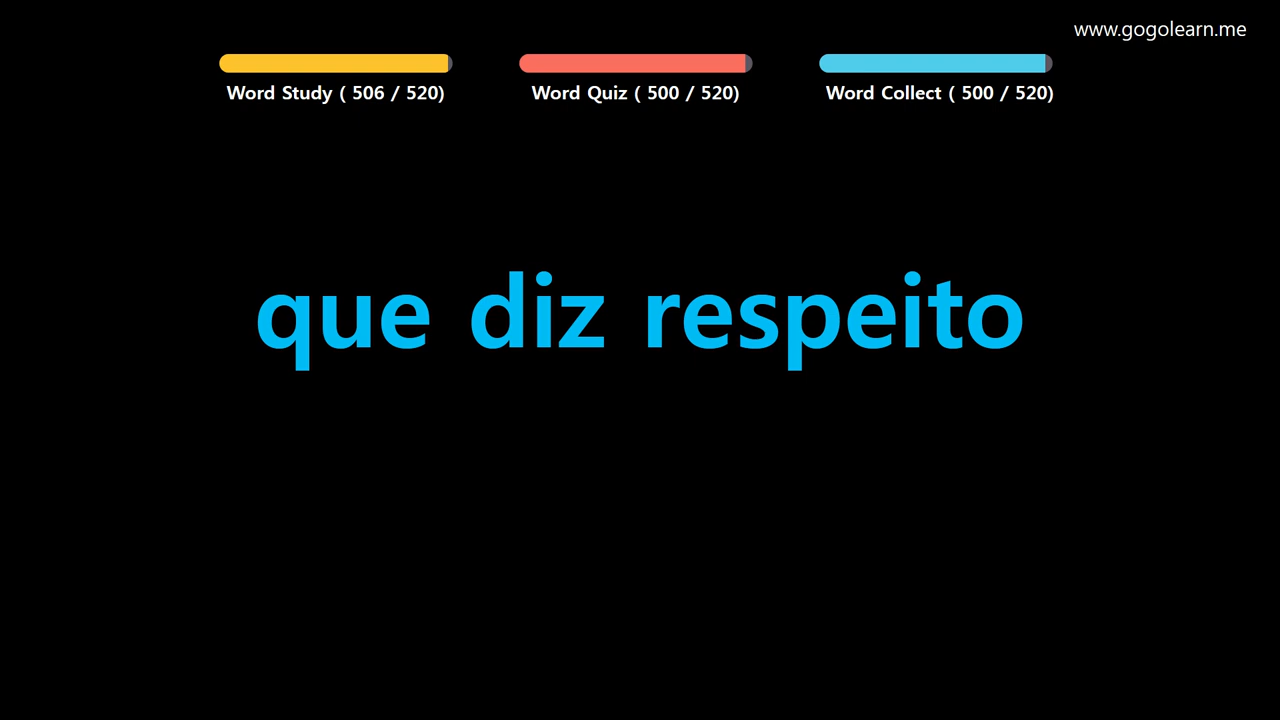 www.gogolearn.me
Word Study ( 506 / 520)
Word Quiz ( 500 / 520)
Word Collect ( 500 / 520)
que diz respeito